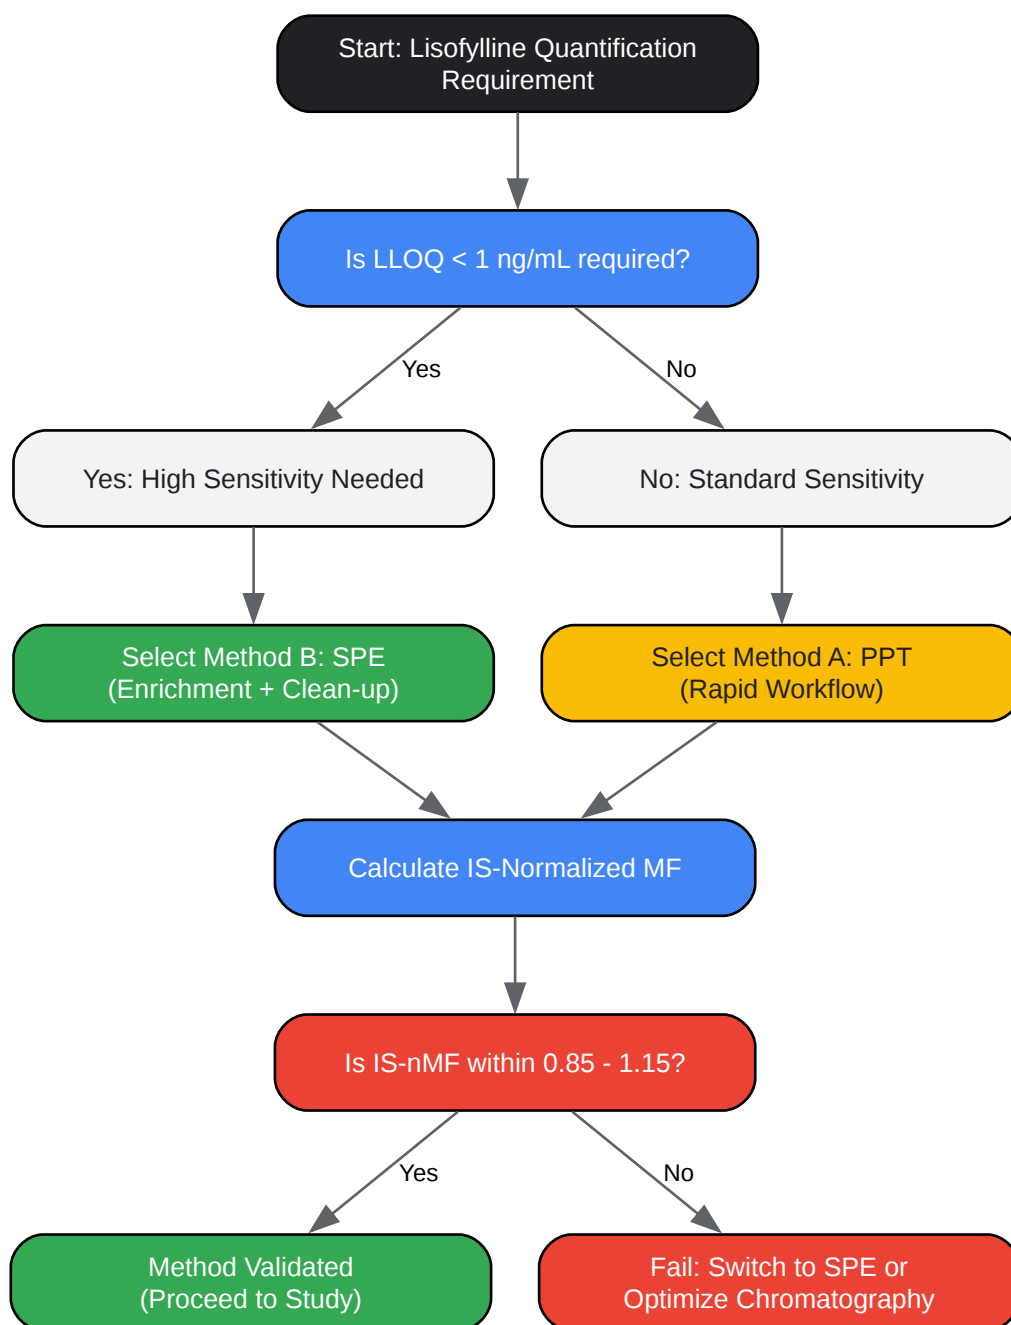 Start: Lisofylline Quantification
Requirement
Is LLOQ < 1 ng/mL required?
Yes
No
Yes: High Sensitivity Needed
No: Standard Sensitivity
Select Method B: SPE
(Enrichment + Clean-up)
Select Method A: PPT
(Rapid Workflow)
Calculate IS-Normalized MF
Is IS-nMF within 0.85 - 1.15?
Yes
No
Method Validated
(Proceed to Study)
Fail: Switch to SPE or
Optimize Chromatography